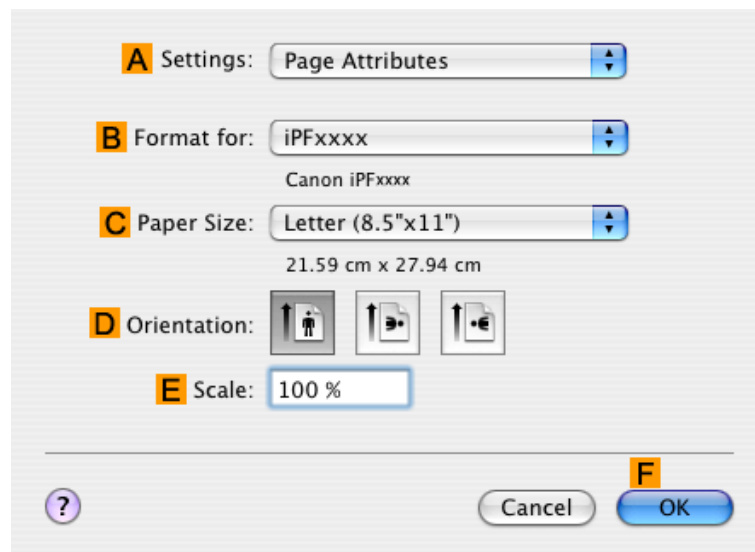 A Settings: Page Attributes
B Format for: iPFxxxx
Canon iPFxxxx
C Paper Size: Letter (8.5"x11")
21.59 cm x 27.94 cm
D Orientation:
E Scale: 100 %
F
? Cancel OK